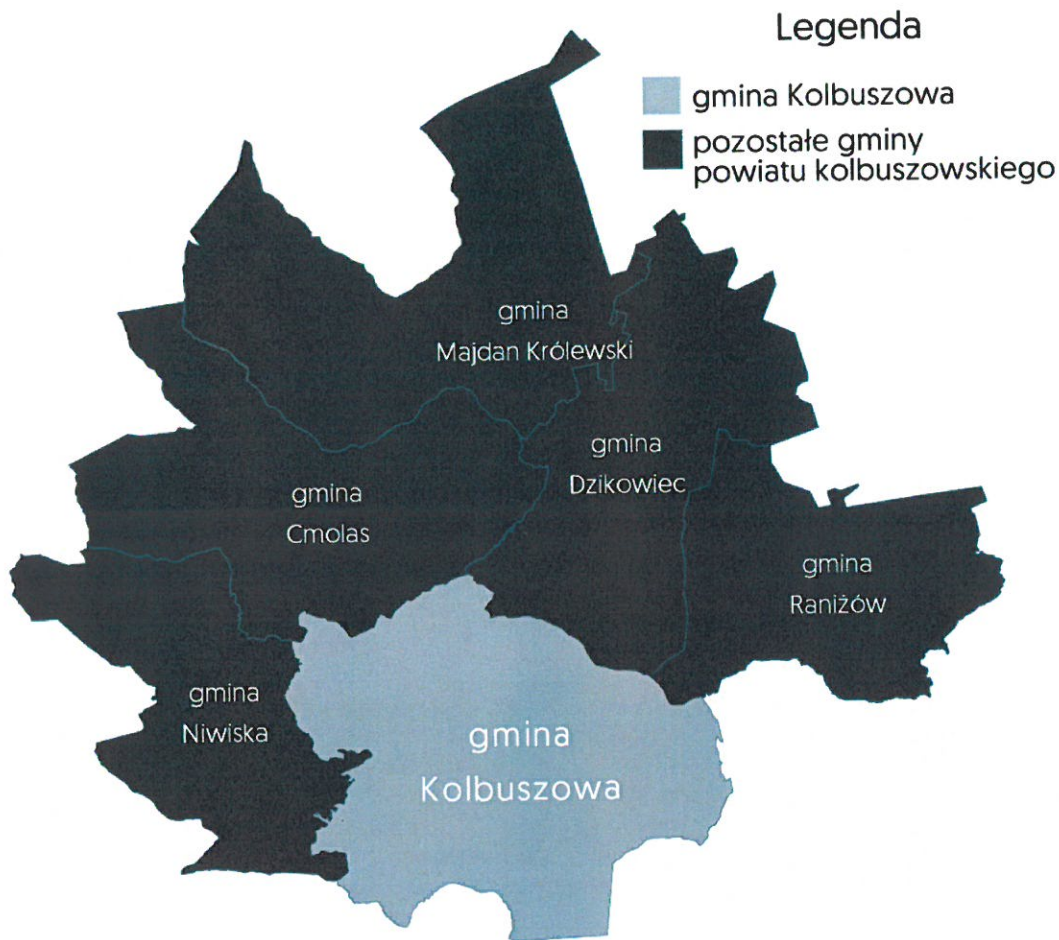 Legenda
gmina Kolbuszowa
pozostałe gminy
powiatu kolbuszowskiego
gmina
Majdan Królewski
gmina
Dzikowiec
gmina
Cmolas
gmina
Raniżów
gmina
Niwiska
gmina
Kolbuszowa